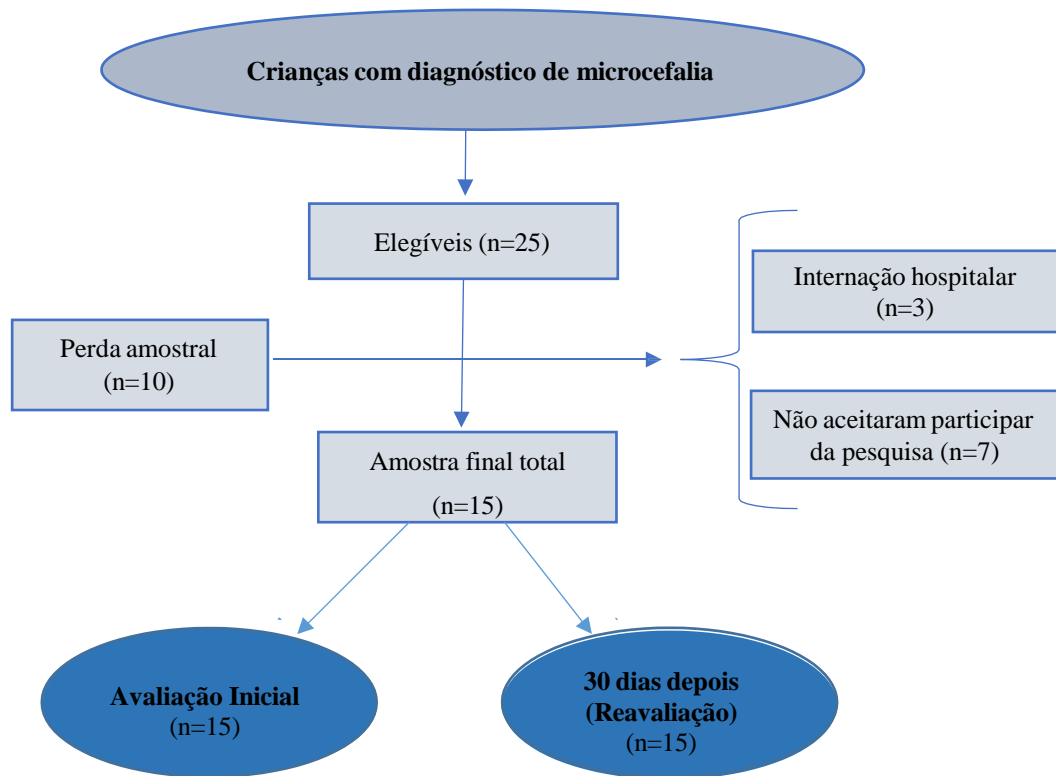 Crianças com diagnóstico de microcefalia
Elegíveis (n=25)
Internação hospitalar
(n=3)
Perda amostral
(n=10)
Não aceitaram participar
da pesquisa (n=7)
Amostra final total
(n=15)
Avaliação Inicial
(n=15)
30 dias depois
(Reavaliação)
(n=15)